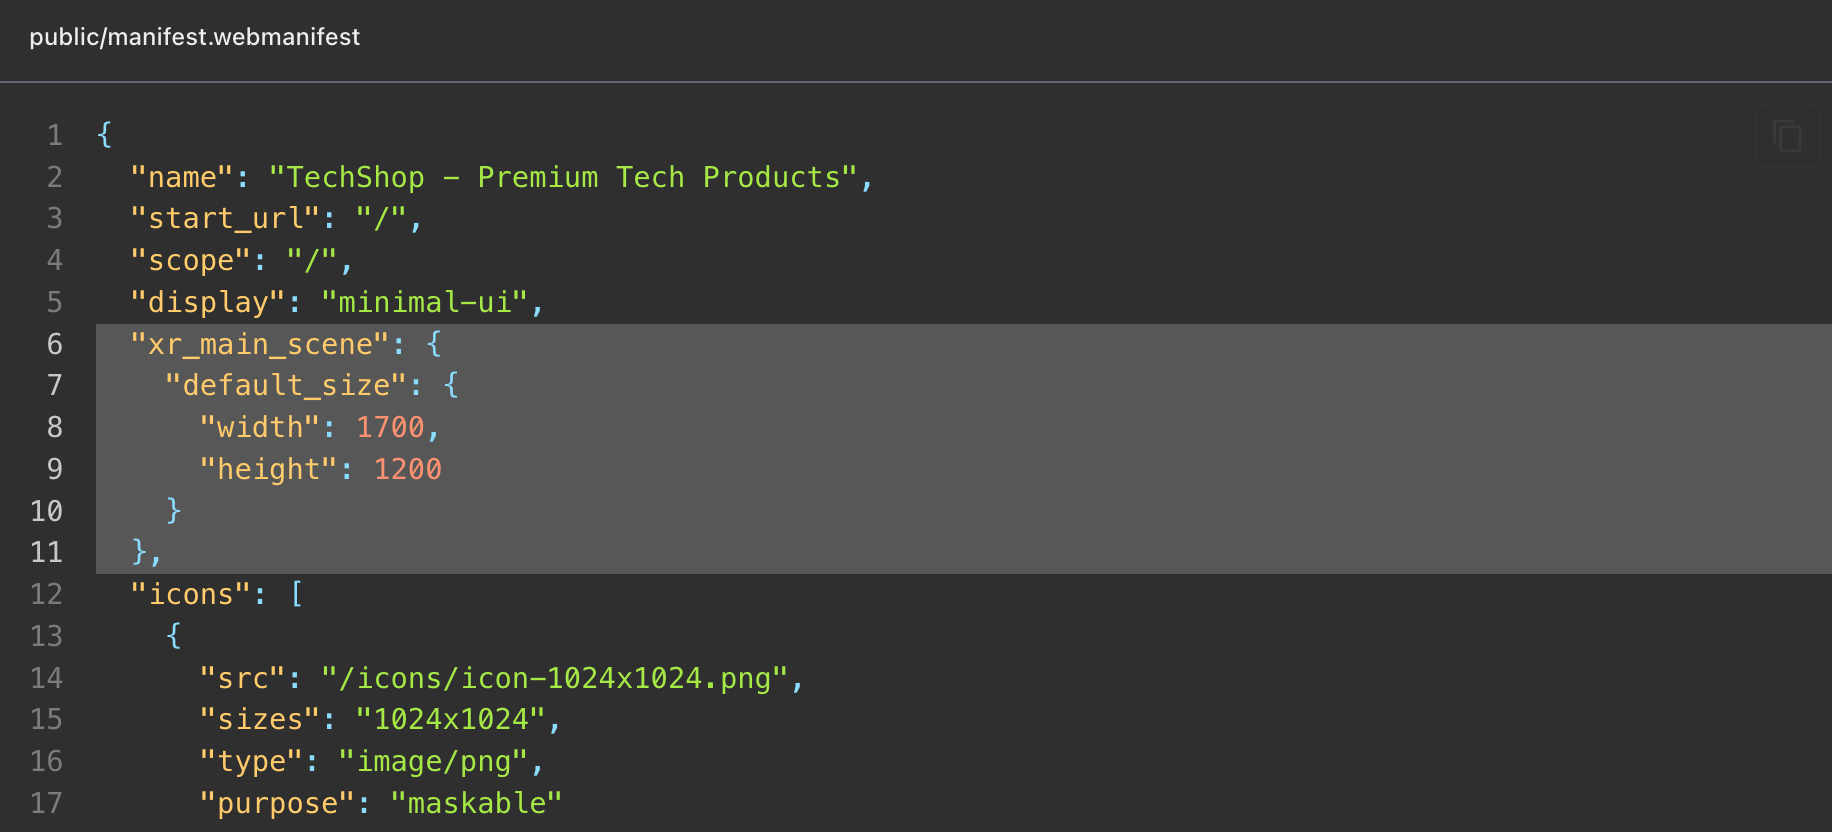 public/manifest.webmanifest
1 {
2   "name": "TechShop – Premium Tech Products",
3   "start_url": "/",
4   "scope": "/",
5   "display": "minimal-ui",
6   "xr_main_scene": {
7     "default_size": {
8       "width": 1700,
9       "height": 1200
10     }
11   },
12   "icons": [
13     {
14       "src": "/icons/icon-1024x1024.png",
15       "sizes": "1024x1024",
16       "type": "image/png",
17       "purpose": "maskable"